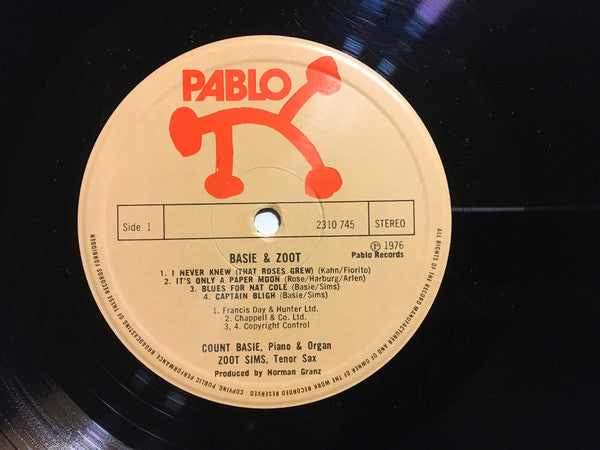 PABLO
Side 1
2310 745
STEREO
BASIE & ZOOT
℗ 1976
Pablo Records
1. I NEVER KNEW (THAT ROSES GREW) (Kahn/Fiorito)
2. IT'S ONLY A PAPER MOON (Rose/Harburg/Arlen)
3. BLUES FOR NAT COLE (Basie/Sims)
4. CAPTAIN BLIGH (Basie/Sims)
1. Francis Day & Hunter Ltd.
2. Chappell & Co. Ltd.
3, 4. Copyright Control
COUNT BASIE, Piano & Organ
ZOOT SIMS, Tenor Sax
Produced by Norman Granz
ALL RIGHTS OF THE RECORD MANUFACTURER AND OF OWNER OF THE RECORDED WORK RESERVED · COPYING, PUBLIC PERFORMANCE, BROADCASTING OF THESE RECORDS FORBIDDEN